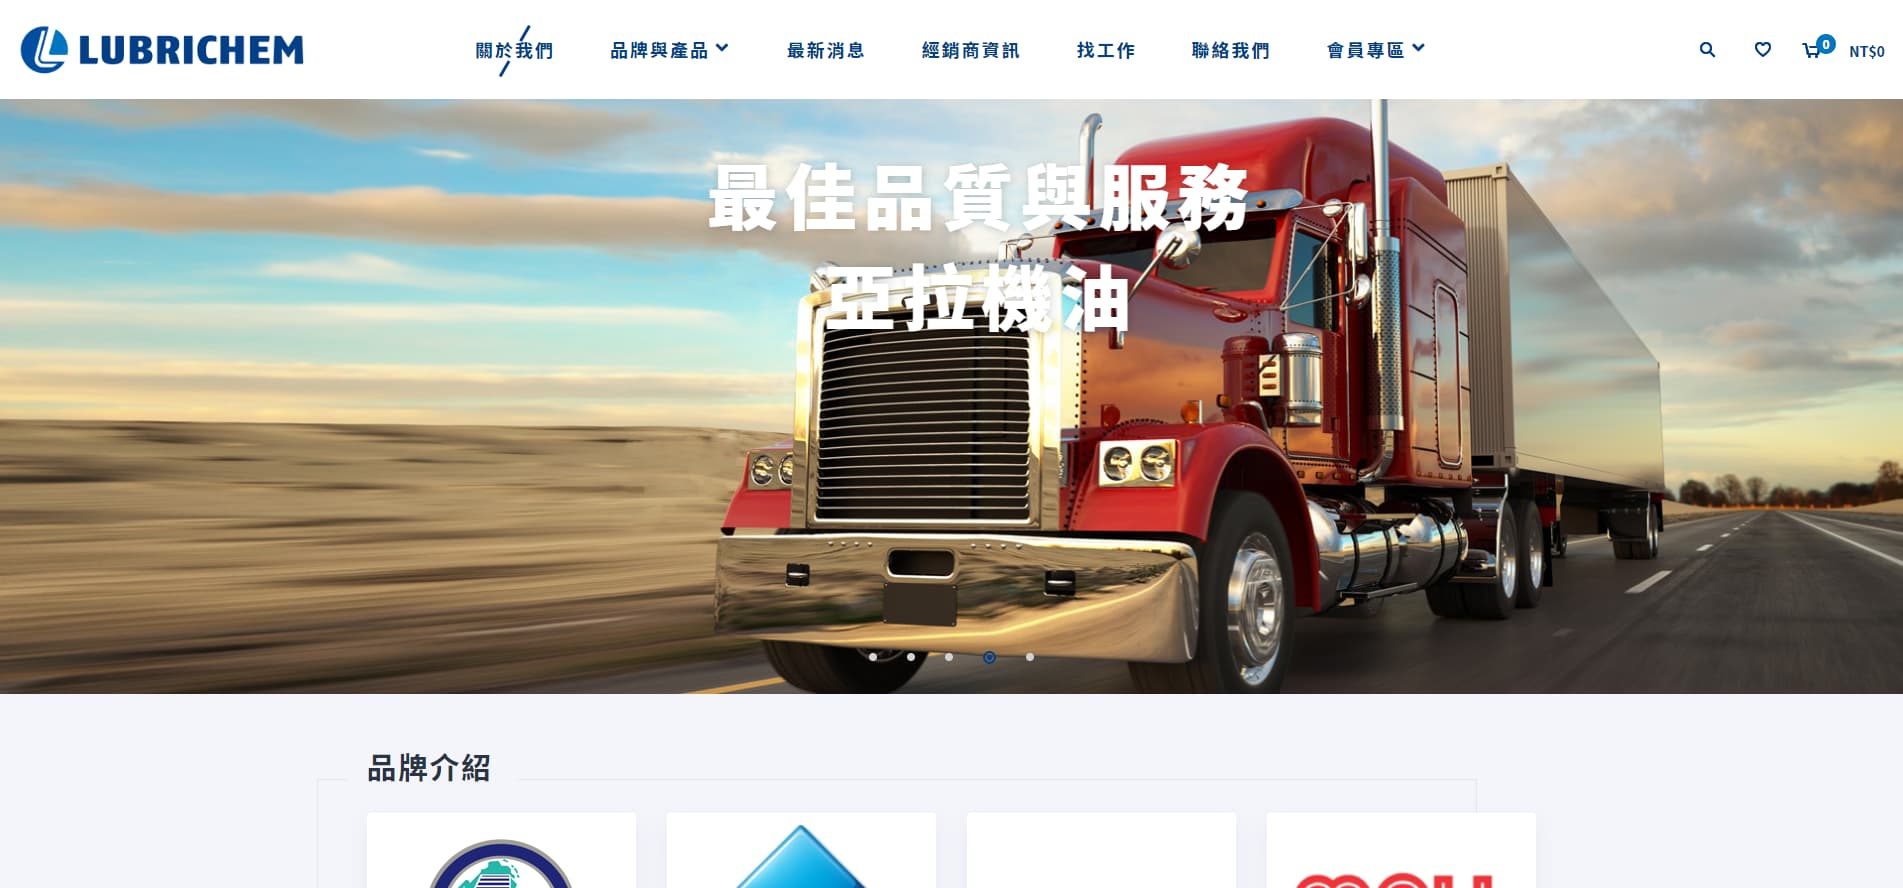 LUBRICHEM
關於我們
品牌與產品
最新消息
經銷商資訊
找工作
聯絡我們
會員專區
0
NT$0
最佳品質與服務
亞拉機油
品牌介紹